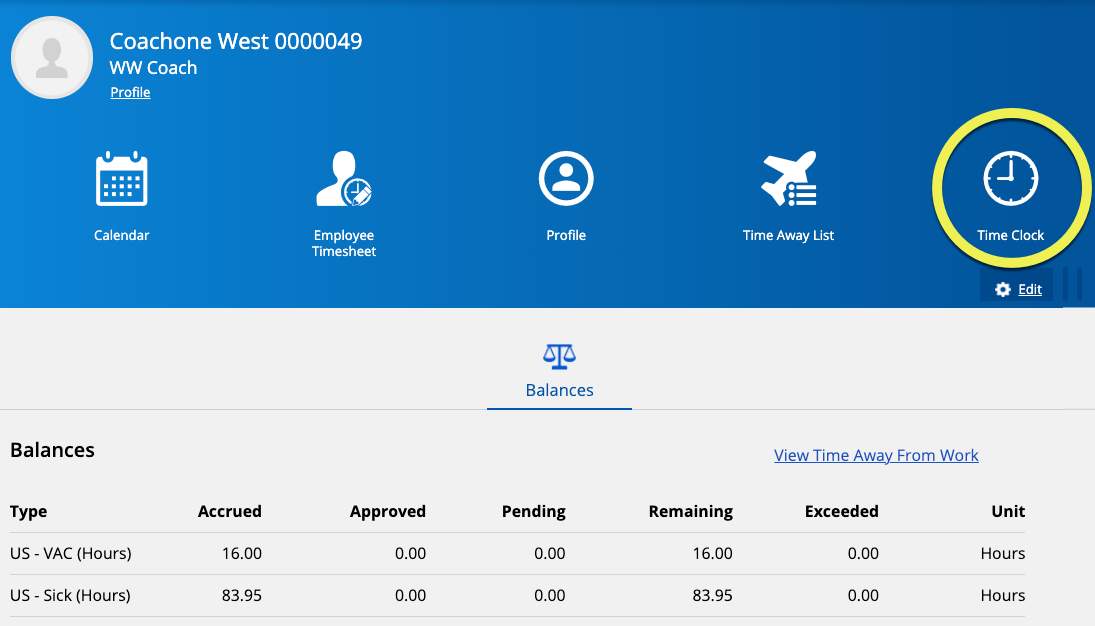 Coachone West 0000049
WW Coach
Profile
Calendar
Employee
Timesheet
Profile
Time Away List
Time Clock
Edit
Balances
Balances
View Time Away From Work
Type Accrued Approved Pending Remaining Exceeded Unit
US - VAC (Hours) 16.00 0.00 0.00 16.00 0.00 Hours
US - Sick (Hours) 83.95 0.00 0.00 83.95 0.00 Hours